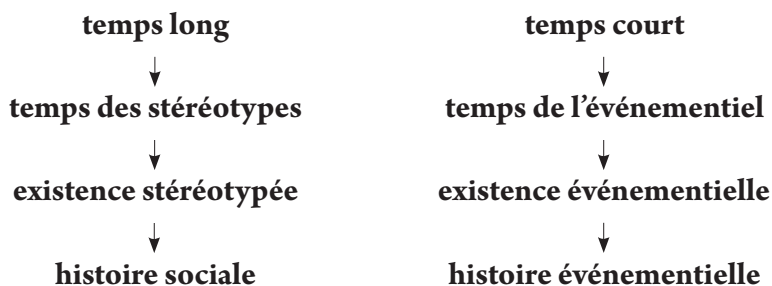 temps long
temps court
temps des stéréotypes
temps de l’événementiel
existence stéréotypée
existence événementielle
histoire sociale
histoire événementielle